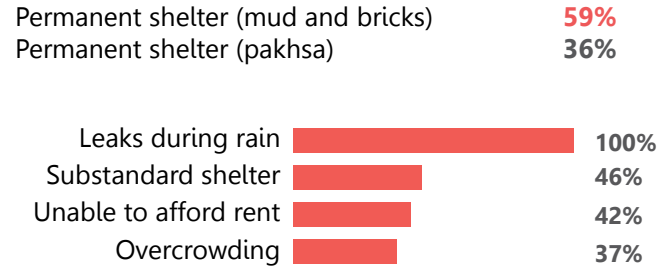 Permanent shelter (mud and bricks) 59%
Permanent shelter (pakhsa) 36%
Leaks during rain 100%
Substandard shelter 46%
Unable to afford rent 42%
Overcrowding 37%